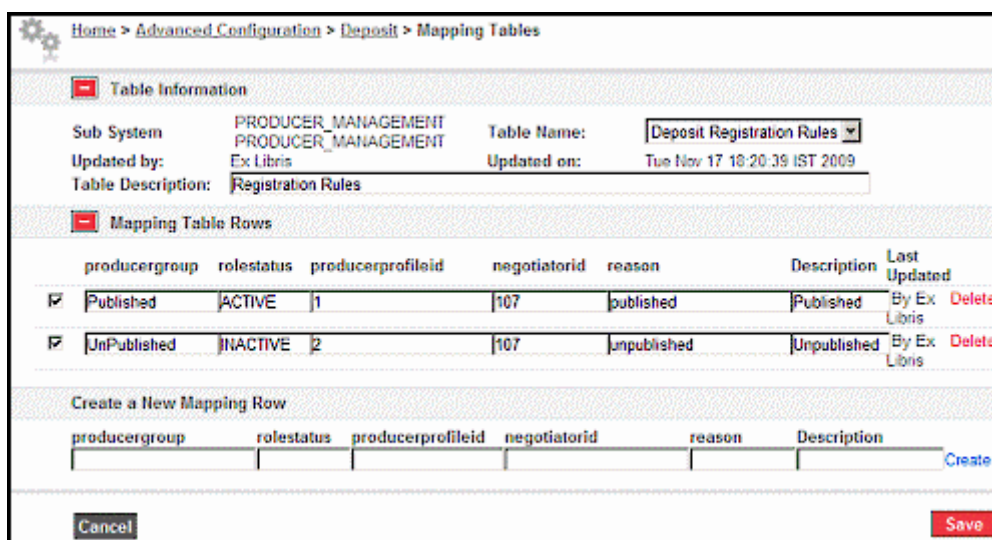 Home > Advanced Configuration > Deposit > Mapping Tables
Table Information
Sub System PRODUCER_MANAGEMENT PRODUCER_MANAGEMENT Table Name: Deposit Registration Rules
Updated by: Ex Libris Updated on: Tue Nov 17 18:20:39 IST 2009
Table Description: Registration Rules
Mapping Table Rows
producergroup rolestatus producerprofileid negotiatorid reason Description Last Updated
Published ACTIVE 1 107 published Published By Ex Libris Delete
UnPublished INACTIVE 2 107 unpublished Unpublished By Ex Libris Delete
Create a New Mapping Row
producergroup rolestatus producerprofileid negotiatorid reason Description
Create
Cancel Save